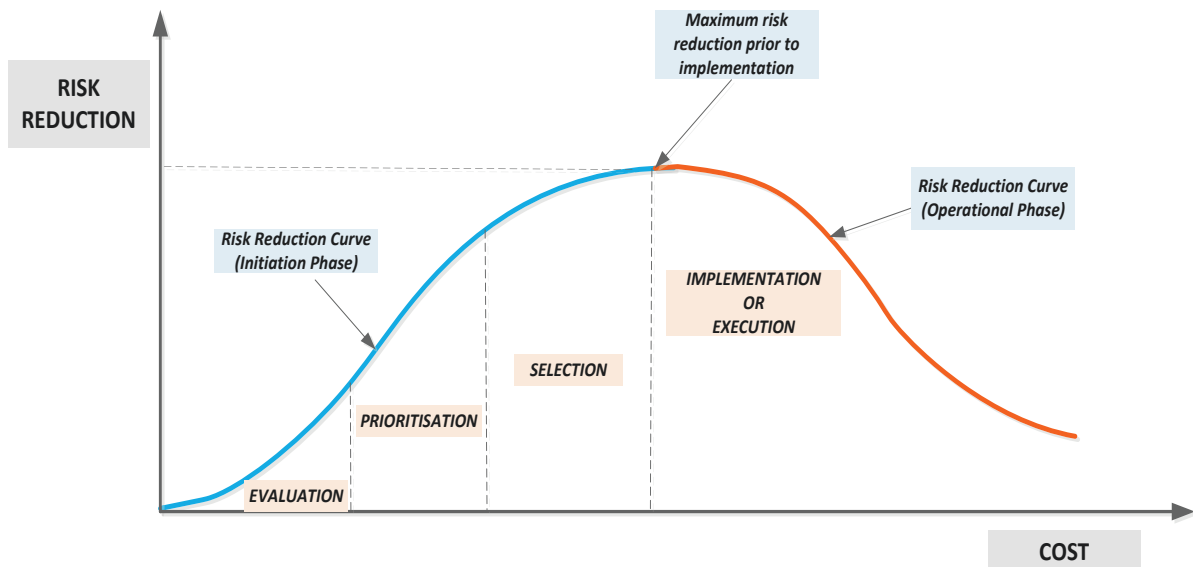 Maximum risk
reduction prior to
implementation
RISK
REDUCTION
Risk Reduction Curve
(Operational Phase)
Risk Reduction Curve
(Initiation Phase)
IMPLEMENTATION
OR
EXECUTION
SELECTION
PRIORITISATION
EVALUATION
COST